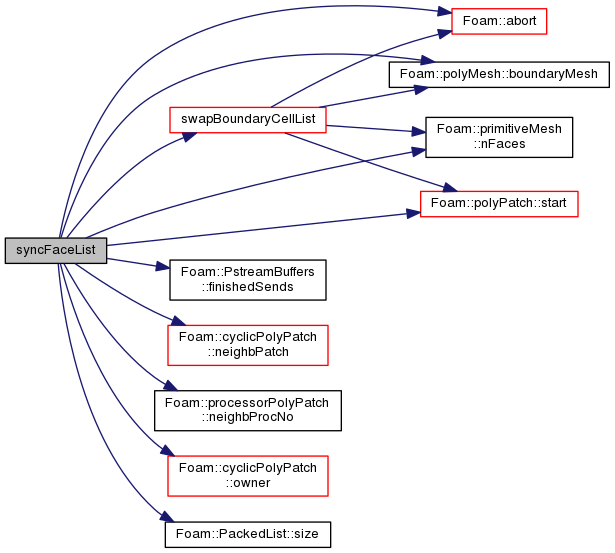 Foam::abort
Foam::polyMesh::boundaryMesh
swapBoundaryCellList
Foam::primitiveMesh
::nFaces
Foam::polyPatch::start
syncFaceList
Foam::PstreamBuffers
::finishedSends
Foam::cyclicPolyPatch
::neighbPatch
Foam::processorPolyPatch
::neighbProcNo
Foam::cyclicPolyPatch
::owner
Foam::PackedList::size